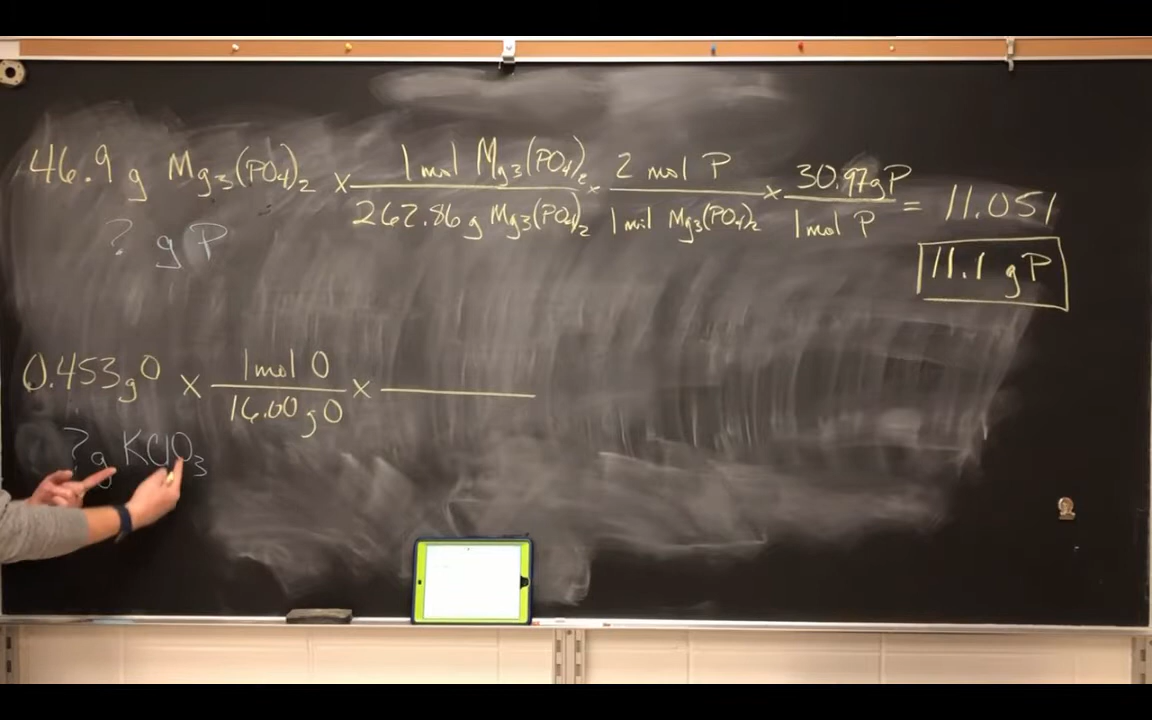 46.9 g Mg₃(PO₄)₂ × 1 mol Mg₃(PO₄)₂ / 262.86 g Mg₃(PO₄)₂ × 2 mol P / 1 mol Mg₃(PO₄)₂ × 30.97 g P / 1 mol P = 11.051
? g P
11.1 g P
0.453 g O × 1 mol O / 16.00 g O ×
? g KClO₃